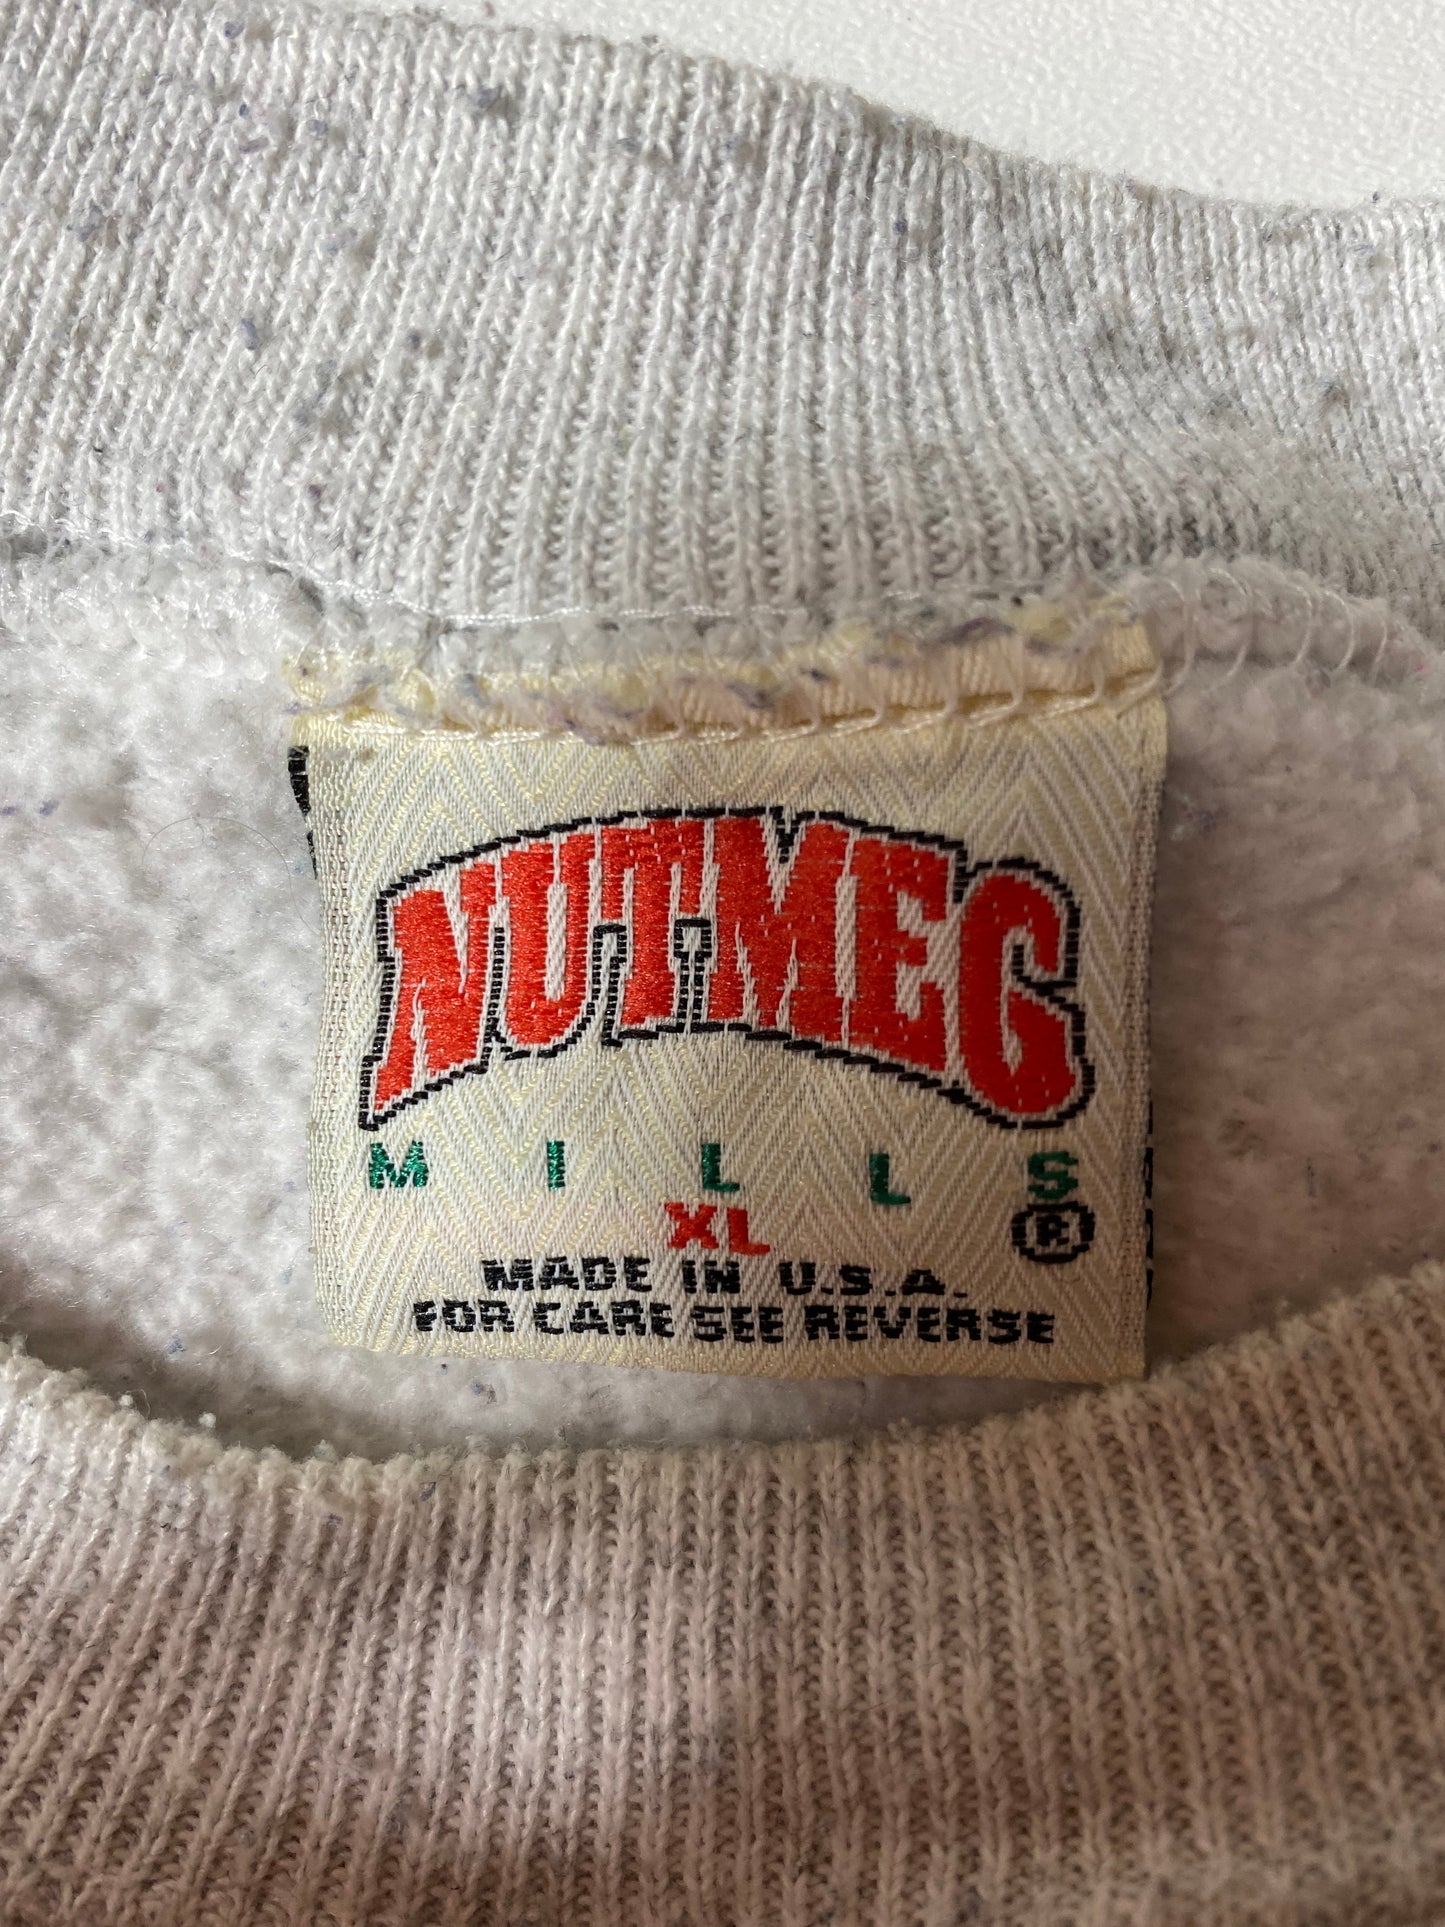 NUTMEG
MILLS
XL ®
MADE IN U.S.A.
FOR CARE SEE REVERSE